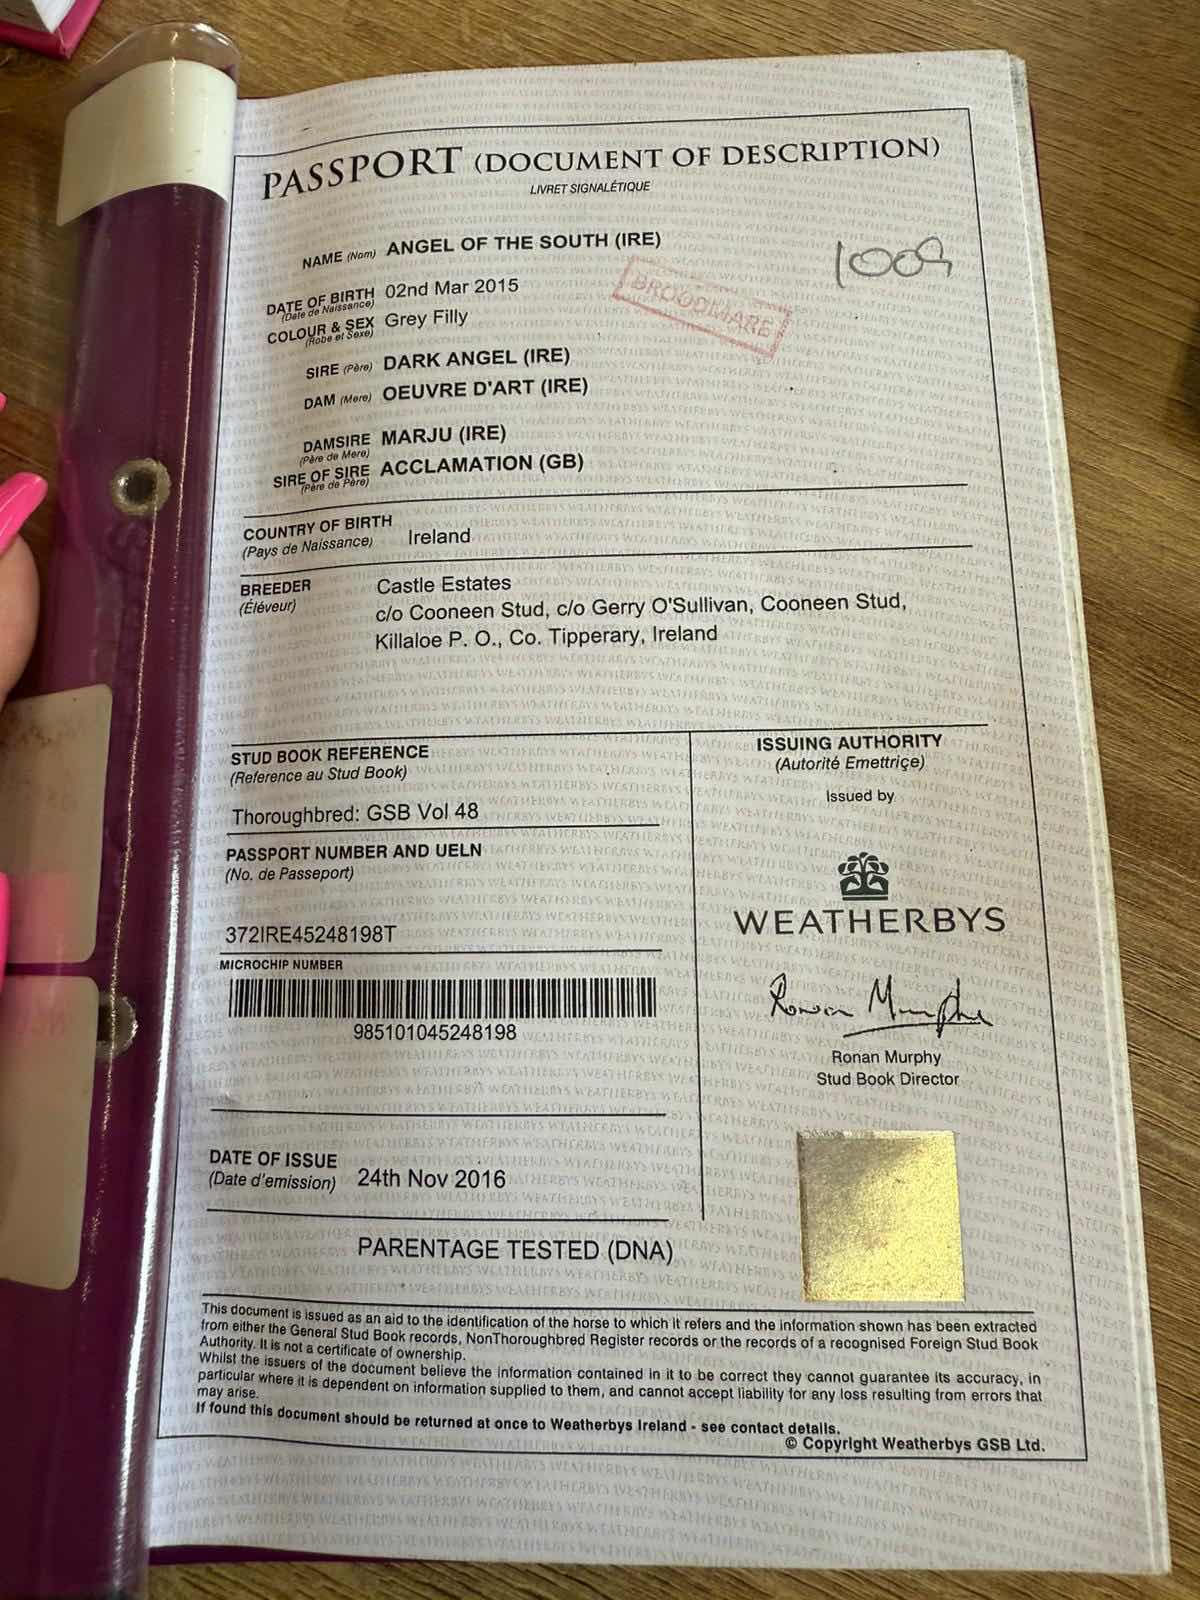 PASSPORT (DOCUMENT OF DESCRIPTION)
LIVRET SIGNALÉTIQUE
NAME (Nom) ANGEL OF THE SOUTH (IRE)
1009
BROODMARE
DATE OF BIRTH 02nd Mar 2015
(Date de Naissance)
COLOUR & SEX Grey Filly
(Robe et Sexe)
SIRE (Père) DARK ANGEL (IRE)
DAM (Mere) OEUVRE D'ART (IRE)
DAMSIRE MARJU (IRE)
(Père de Mere)
SIRE OF SIRE ACCLAMATION (GB)
(Père de Père)
COUNTRY OF BIRTH Ireland
(Pays de Naissance)
BREEDER Castle Estates
(Éléveur) c/o Cooneen Stud, c/o Gerry O'Sullivan, Cooneen Stud,
Killaloe P. O., Co. Tipperary, Ireland
STUD BOOK REFERENCE
(Reference au Stud Book)
Thoroughbred: GSB Vol 48
PASSPORT NUMBER AND UELN
(No. de Passeport)
372IRE45248198T
MICROCHIP NUMBER
985101045248198
DATE OF ISSUE 24th Nov 2016
(Date d'emission)
ISSUING AUTHORITY
(Autorité Emettriçe)
Issued by
WEATHERBYS
Ronan Murphy
Ronan Murphy
Stud Book Director
PARENTAGE TESTED (DNA)
This document is issued as an aid to the identification of the horse to which it refers and the information shown has been extracted
from either the General Stud Book records, NonThoroughbred Register records or the records of a recognised Foreign Stud Book
Authority. It is not a certificate of ownership.
Whilst the issuers of the document believe the information contained in it to be correct they cannot guarantee its accuracy, in
particular where it is dependent on information supplied to them, and cannot accept liability for any loss resulting from errors that
may arise.
If found this document should be returned at once to Weatherbys Ireland - see contact details.
© Copyright Weatherbys GSB Ltd.